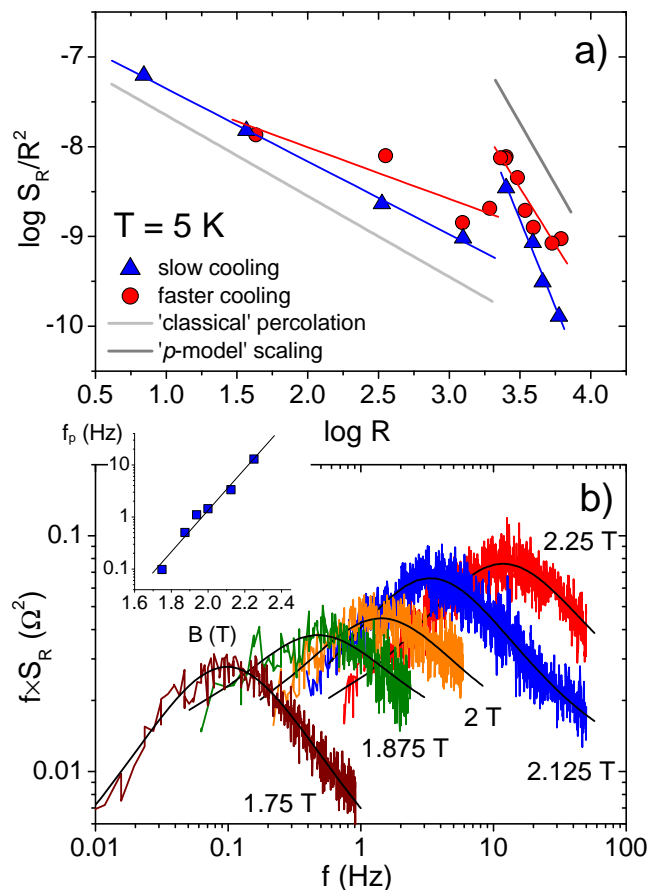 a)
-7
-8
-9
-10
log S_R/R²
T = 5 K
slow cooling
faster cooling
'classical' percolation
'p-model' scaling
0.5 1.0 1.5 2.0 2.5 3.0 3.5 4.0
log R
b)
f_p (Hz)
10
1
0.1
1.6 1.8 2.0 2.2 2.4
B (T)
0.1
0.01
f×S_R (Ω²)
2.25 T
2 T
1.875 T
2.125 T
1.75 T
0.01 0.1 1 10 100
f (Hz)